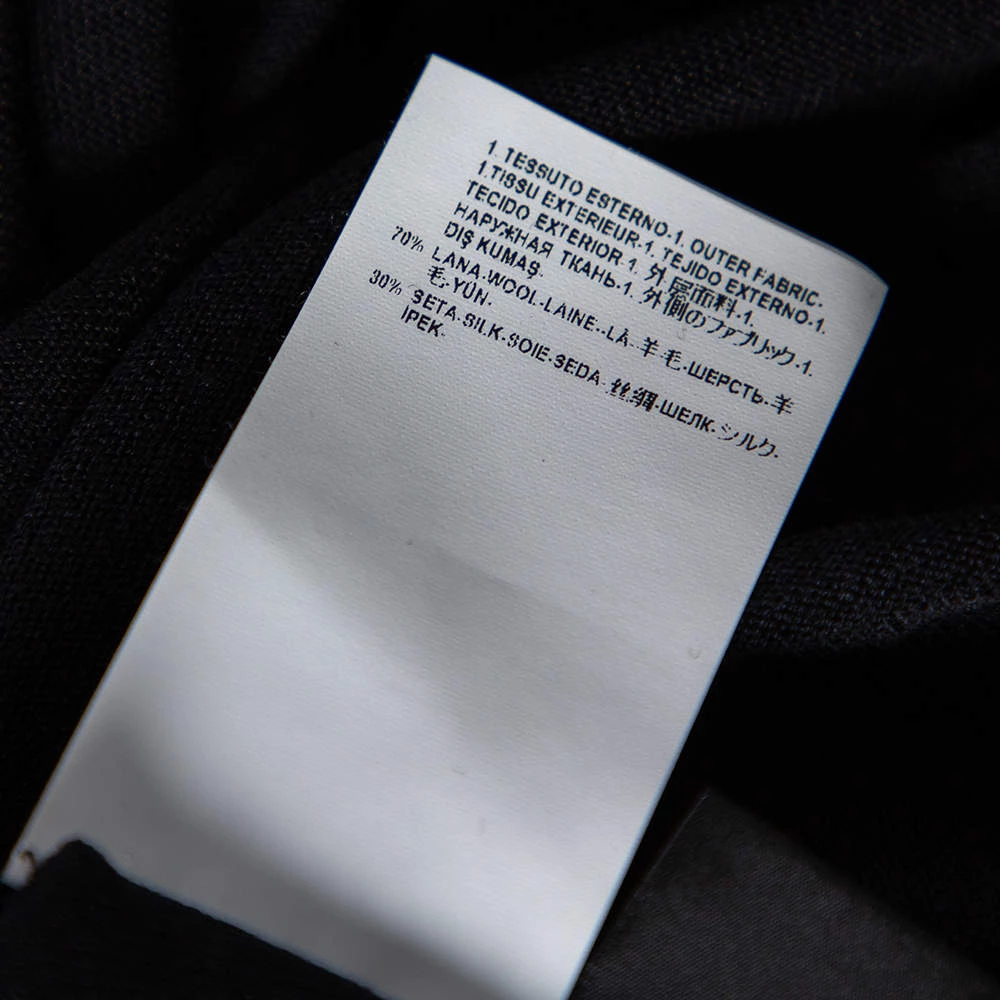 1. TESSUTO ESTERNO-1. OUTER FABRIC-
1.TISSU EXTERIEUR-1. TEJIDO EXTERNO-1.
TECIDO EXTERIOR-1. 外层面料-1.
НАРУЖНАЯ ТКАНЬ-1. 外側のファブリック-1.
DIŞ KUMAŞ-
70% LANA-WOOL-LAINE--LÃ-羊毛-ШЕРСТЬ-羊
毛-YÜN-
30% SETA-SILK-SOIE-SEDA-丝绸-ШЕЛК-シルク-
İPEK-